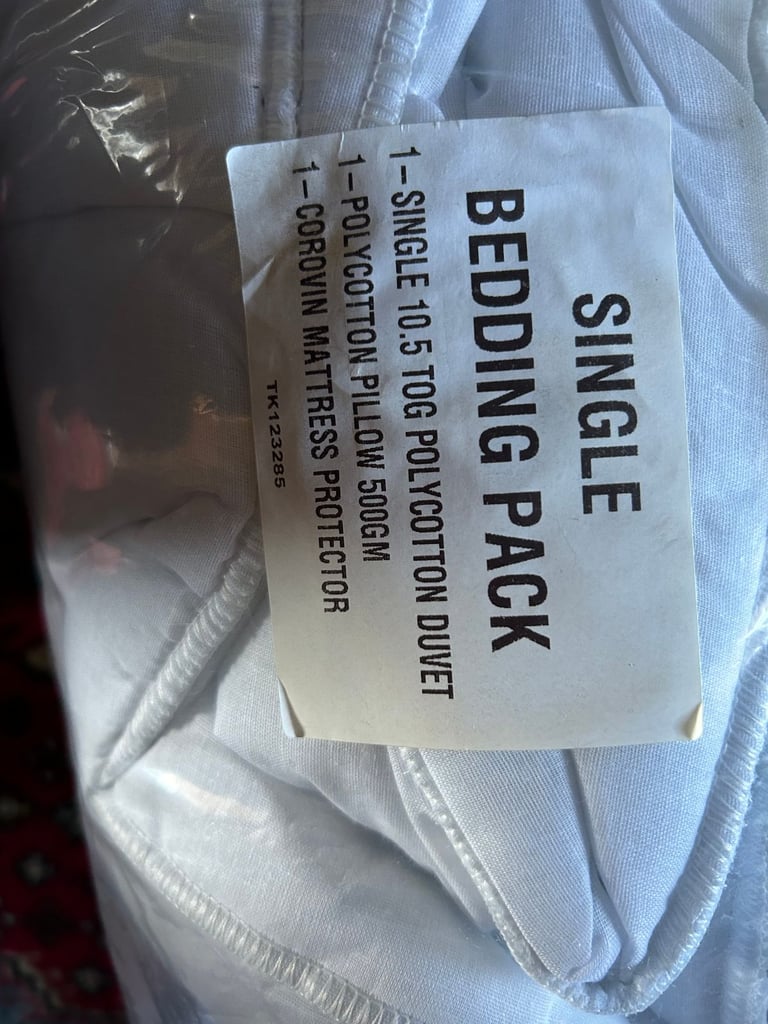 SINGLE
BEDDING PACK
1-SINGLE 10.5 TOG POLYCOTTON DUVET
1-POLYCOTTON PILLOW 500GM
1-COROVIN MATTRESS PROTECTOR
TK123285